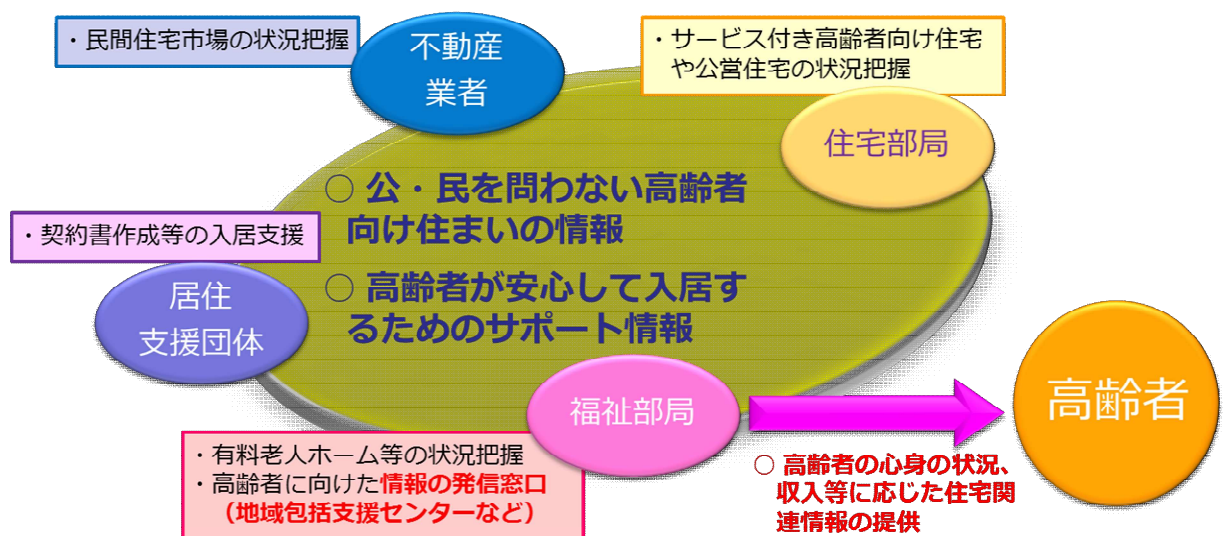 ・民間住宅市場の状況把握
不動産
業者
・サービス付き高齢者向け住宅
や公営住宅の状況把握
住宅部局
○ 公・民を問わない高齢者
向け住まいの情報
・契約書作成等の入居支援
居住
支援団体
○ 高齢者が安心して入居す
るためのサポート情報
福祉部局
高齢者
・有料老人ホーム等の状況把握
・高齢者に向けた情報の発信窓口
（地域包括支援センターなど）
○ 高齢者の心身の状況、
収入等に応じた住宅関
連情報の提供